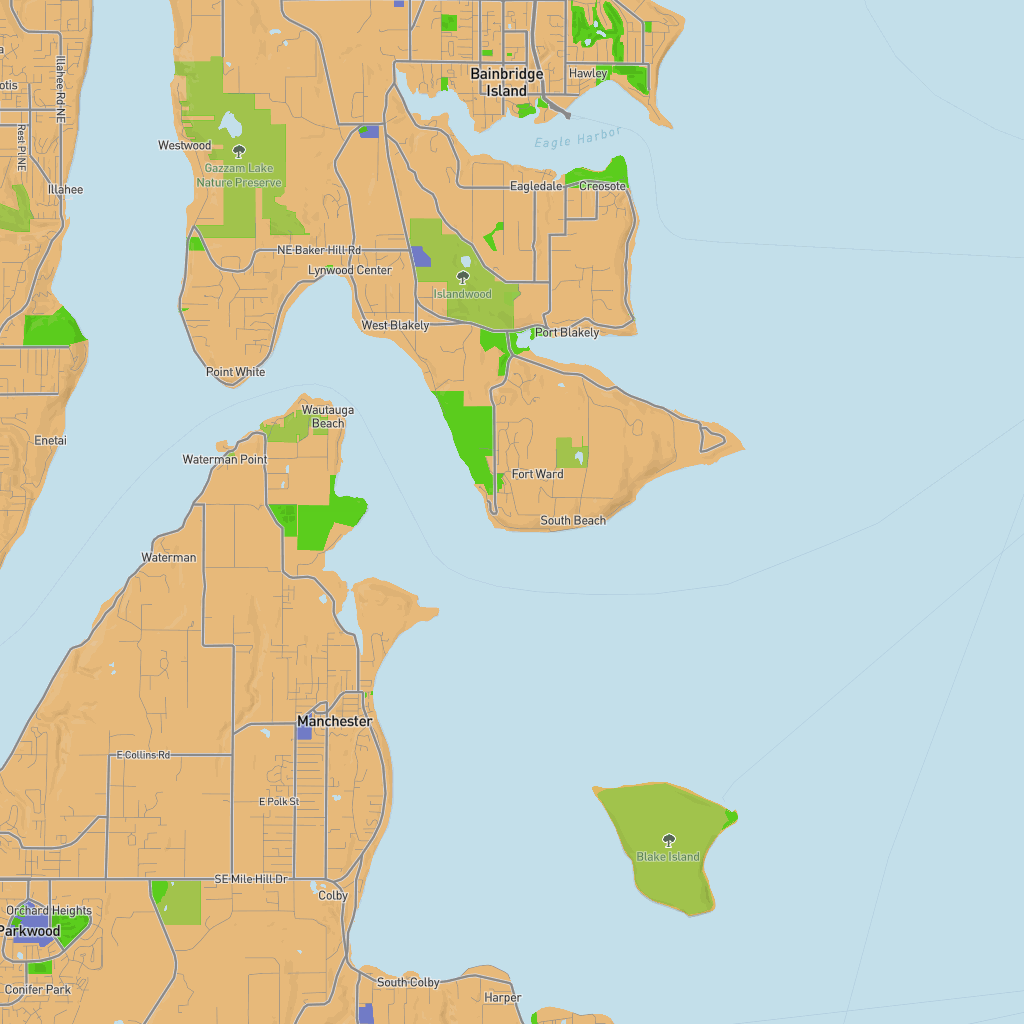 Illahee Rd NE
Rest Pl NE
Illahee
Enetai
Bainbridge
Island
Hawley
Eagle Harbor
Westwood
Gazzam Lake
Nature Preserve
Eagledale
Creosote
NE Baker Hill Rd
Lynwood Center
Islandwood
West Blakely
Port Blakely
Point White
Wautauga
Beach
Waterman Point
Fort Ward
South Beach
Waterman
Manchester
E Collins Rd
E Polk St
Blake Island
SE Mile Hill Dr
Colby
Orchard Heights
Parkwood
Conifer Park
South Colby
Harper